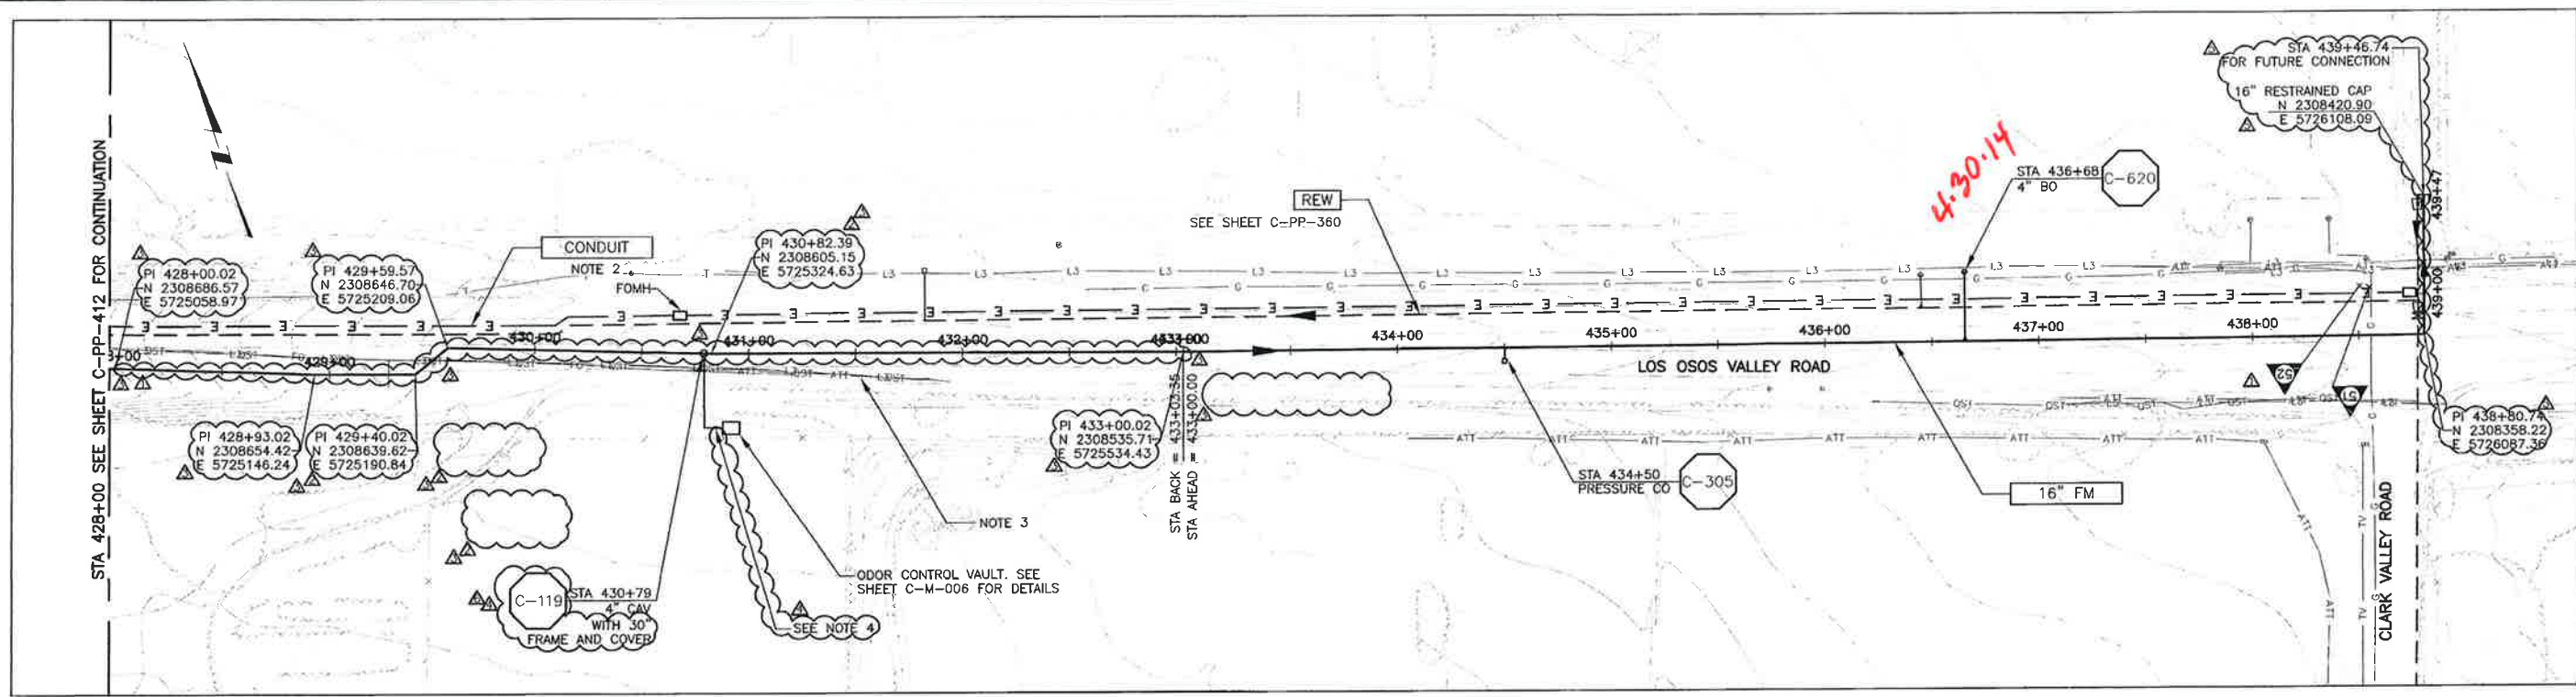 STA 428+00 SEE SHEET C-PP-412 FOR CONTINUATION
PI 428+00.02
N 2308686.57
E 5725058.97
PI 429+59.57
N 2308646.70
E 5725209.06
CONDUIT
NOTE 2
FOMH
PI 430+82.39
N 2308605.15
E 5725324.63
REW
SEE SHEET C-PP-360
4.30.14
STA 436+68
4" BO
C-620
STA 439+46.74
FOR FUTURE CONNECTION
16" RESTRAINED CAP
N 2308420.90
E 5726108.09
439+47
439+00
429+00
430+00
431+00
432+00
433+00
434+00
435+00
436+00
437+00
438+00
LOS OSOS VALLEY ROAD
PI 428+93.02
N 2308654.42
E 5725146.24
PI 429+40.02
N 2308639.62
E 5725190.84
PI 433+00.02
N 2308535.71
E 5725534.43
STA BACK = 433+03.35
STA AHEAD = 433+00.00
STA 434+50
PRESSURE CO
C-305
16" FM
52
51
PI 438+80.74
N 2308358.22
E 5726087.36
CLARK VALLEY ROAD
NOTE 3
ODOR CONTROL VAULT. SEE
SHEET C-M-006 FOR DETAILS
SEE NOTE 4
C-119
STA 430+79
4" CAV
WITH 30"
FRAME AND COVER